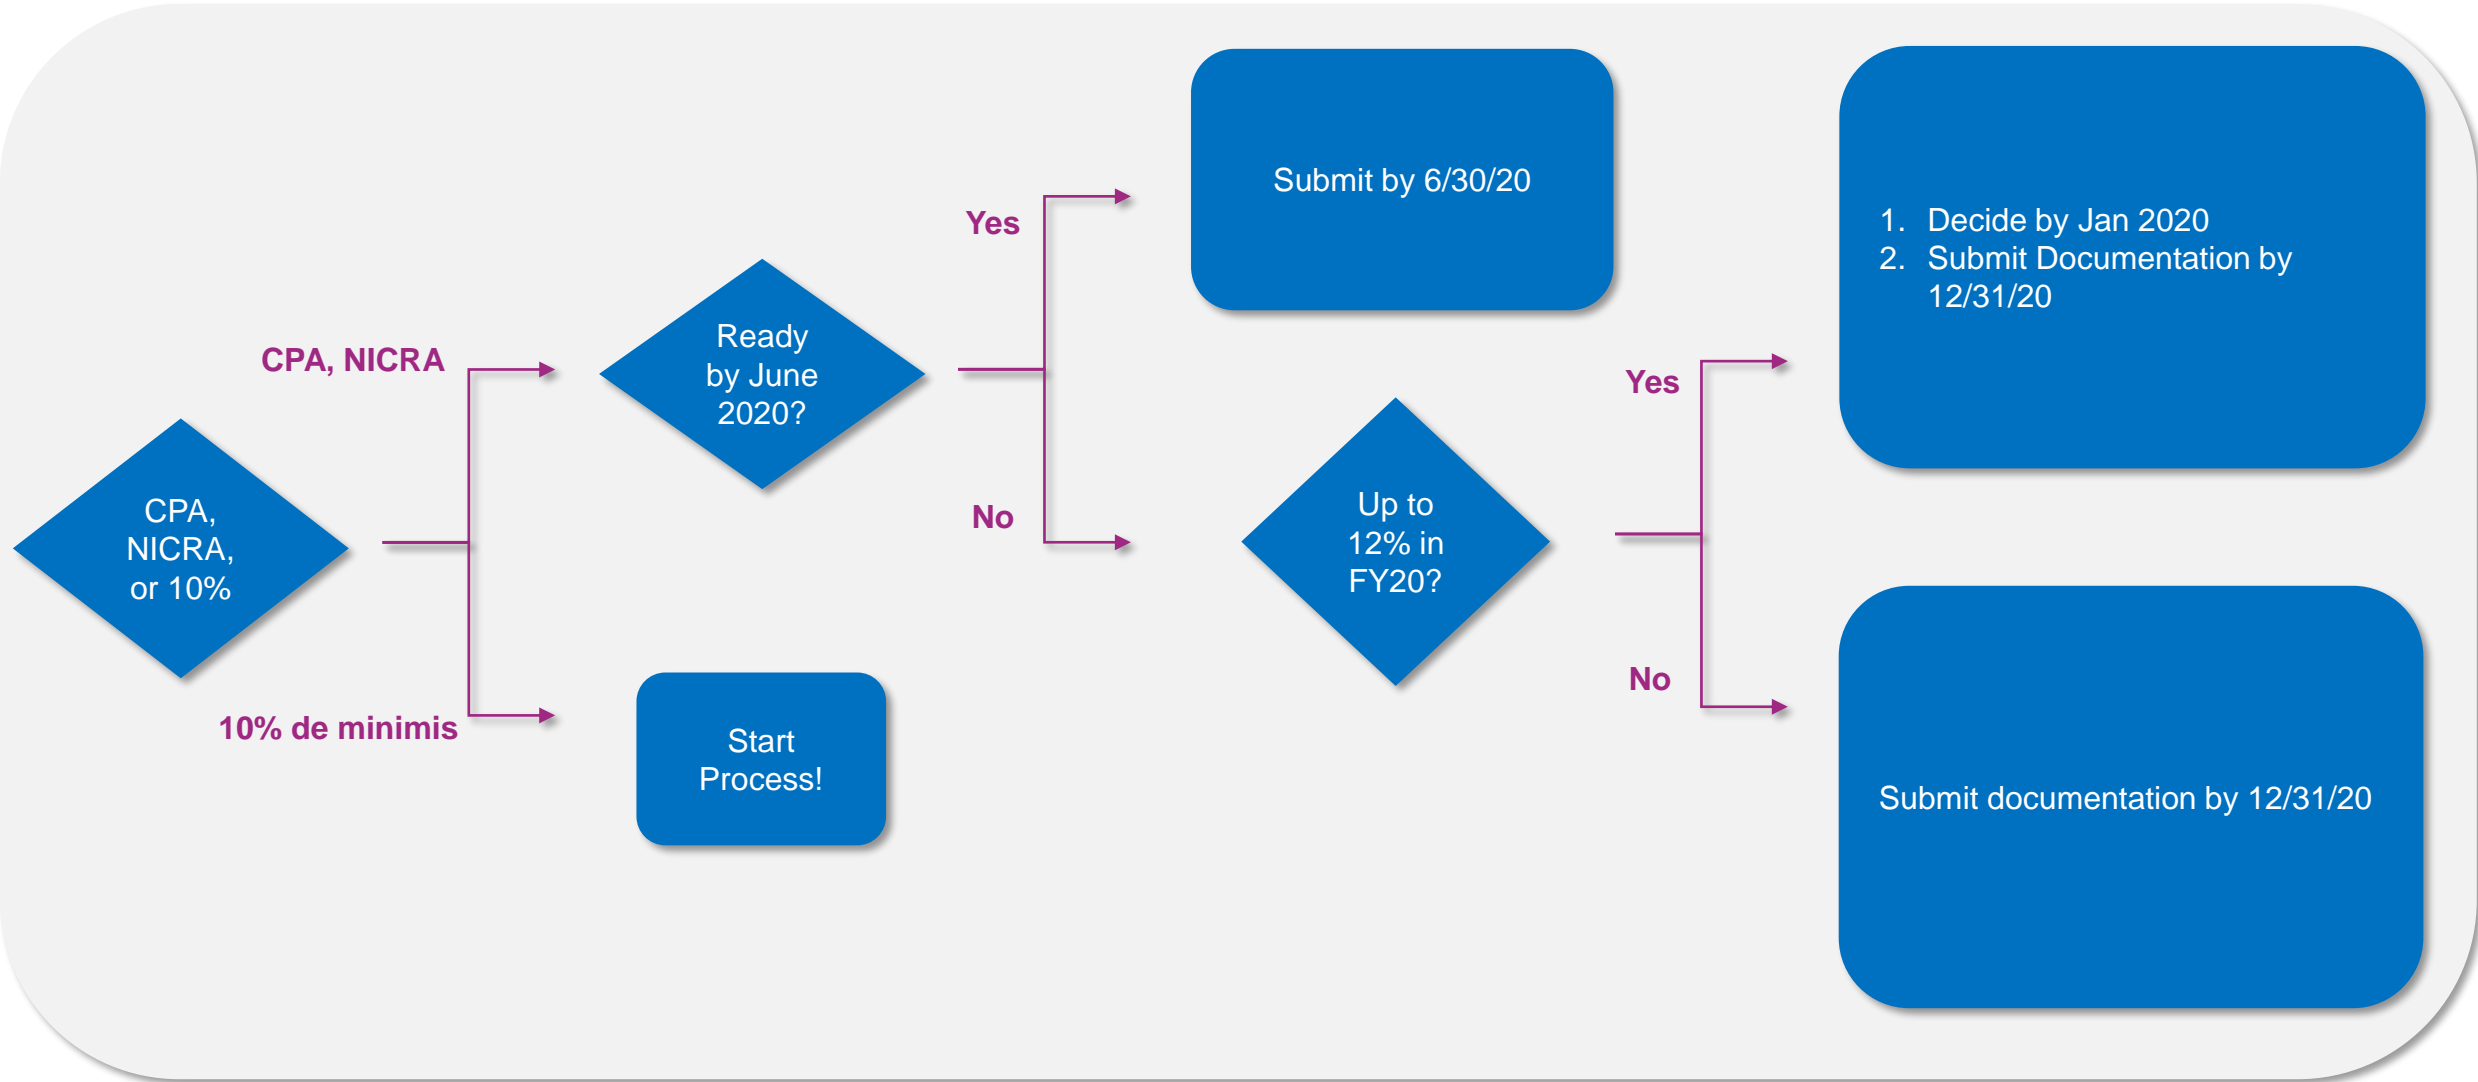 CPA,
NICRA,
or 10%
CPA, NICRA
10% de minimis
Ready
by June
2020?
Start
Process!
Yes
No
Submit by 6/30/20
Up to
12% in
FY20?
Yes
No
1. Decide by Jan 2020
2. Submit Documentation by
12/31/20
Submit documentation by 12/31/20